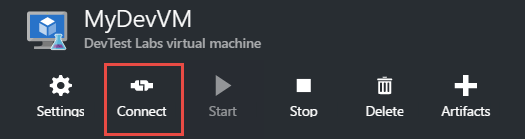 MyDevVM
DevTest Labs virtual machine
Settings Connect Start Stop Delete Artifacts